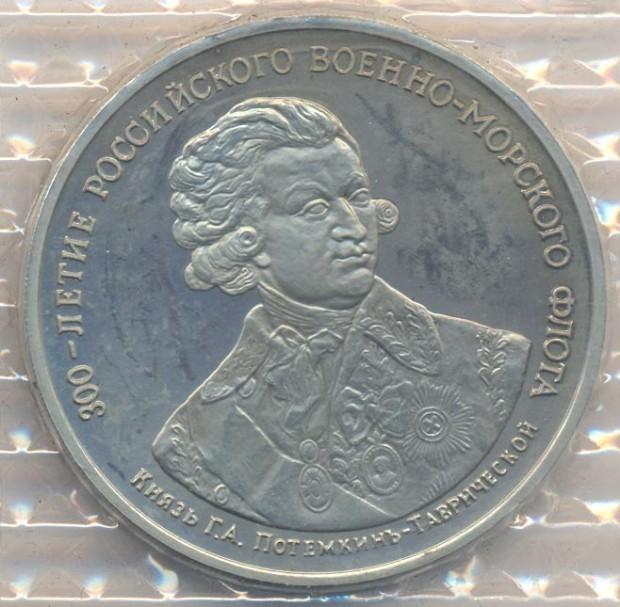 300-ЛЕТИЕ РОССИЙСКОГО ВОЕННО-МОРСКОГО ФЛОТА
КНЯЗЬ Г.А. ПОТЕМКИНЪ-ТАВРИЧЕСКОЙ